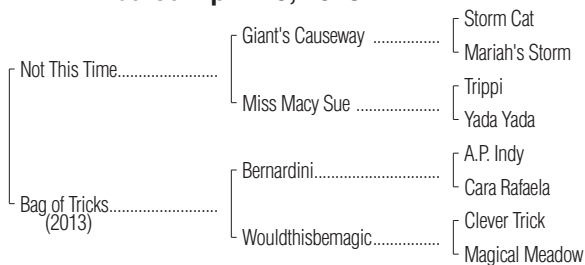 Giant's Causeway ................ Storm Cat
Mariah's Storm
Not This Time........................
Miss Macy Sue .................... Trippi
Yada Yada
Bernardini.............................. A.P. Indy
Cara Rafaela
Bag of Tricks..........................
(2013)
Wouldthisbemagic................ Clever Trick
Magical Meadow